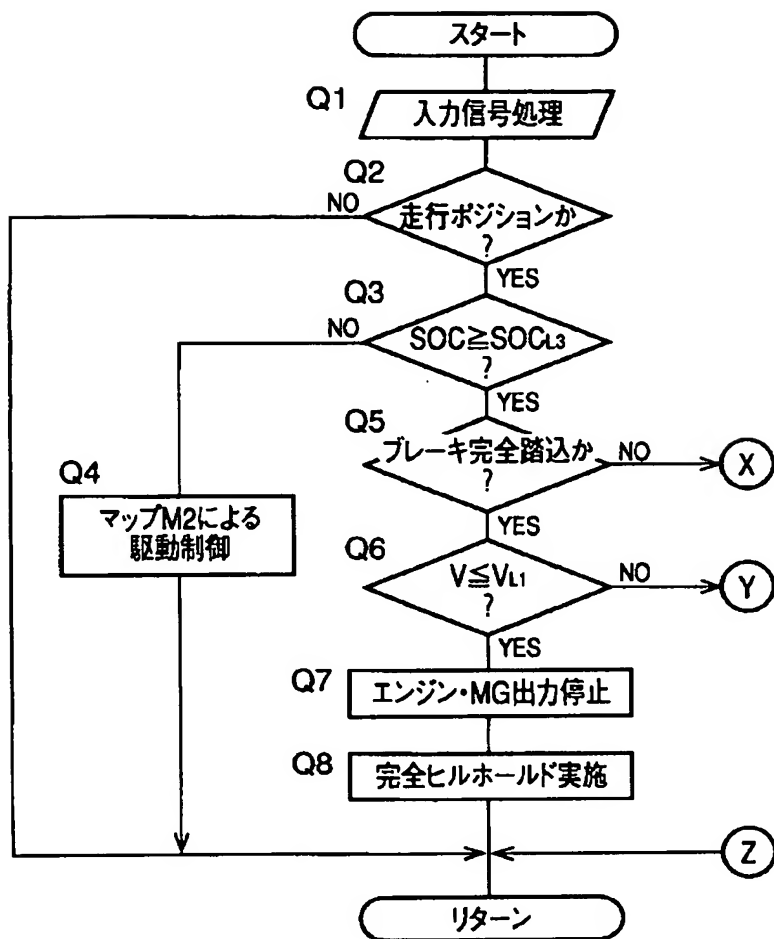 スタート
Q1
入力信号処理
Q2
NO
走行ポジションか
?
YES
Q3
NO
SOC≧SOCL3
?
YES
Q5
ブレーキ完全踏込か
?
NO
X
Q4
マップM2による
駆動制御
YES
Q6
V≦VL1
?
NO
Y
YES
Q7
エンジン・MG出力停止
Q8
完全ヒルホールド実施
Z
リターン